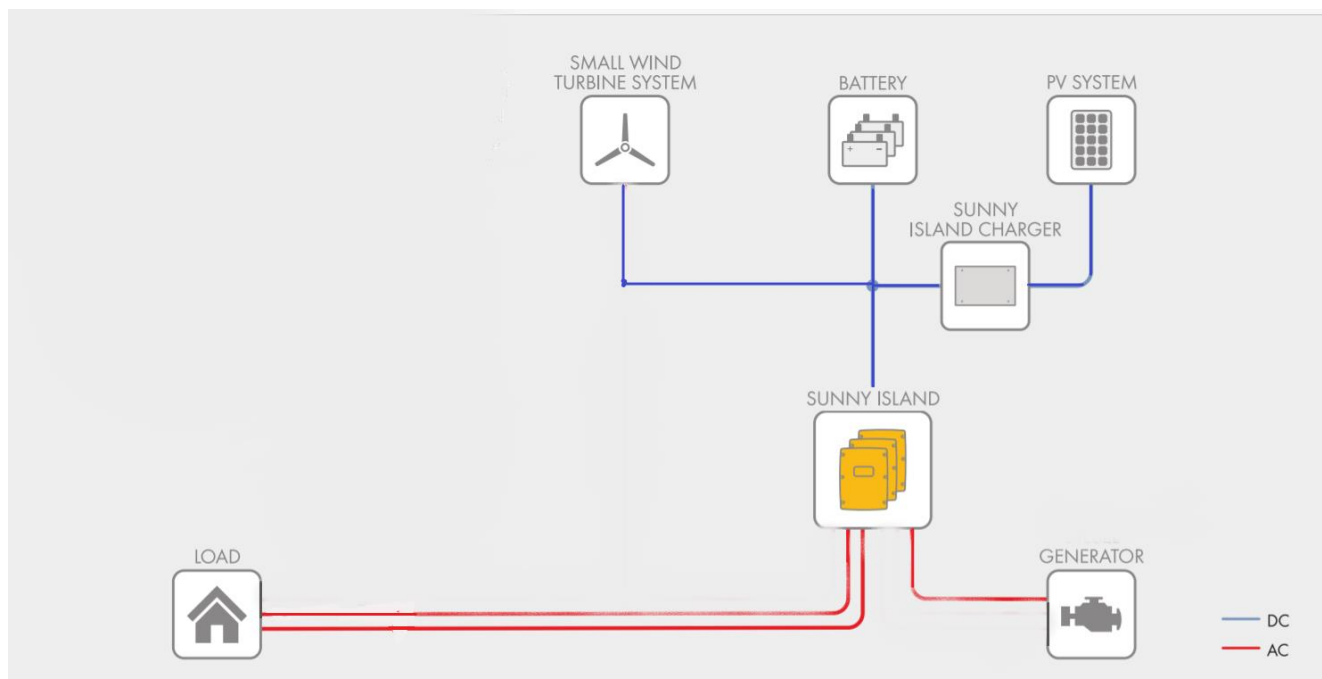 SMALL WIND
TURBINE SYSTEM
BATTERY
PV SYSTEM
SUNNY
ISLAND CHARGER
SUNNY ISLAND
LOAD
GENERATOR
DC
AC